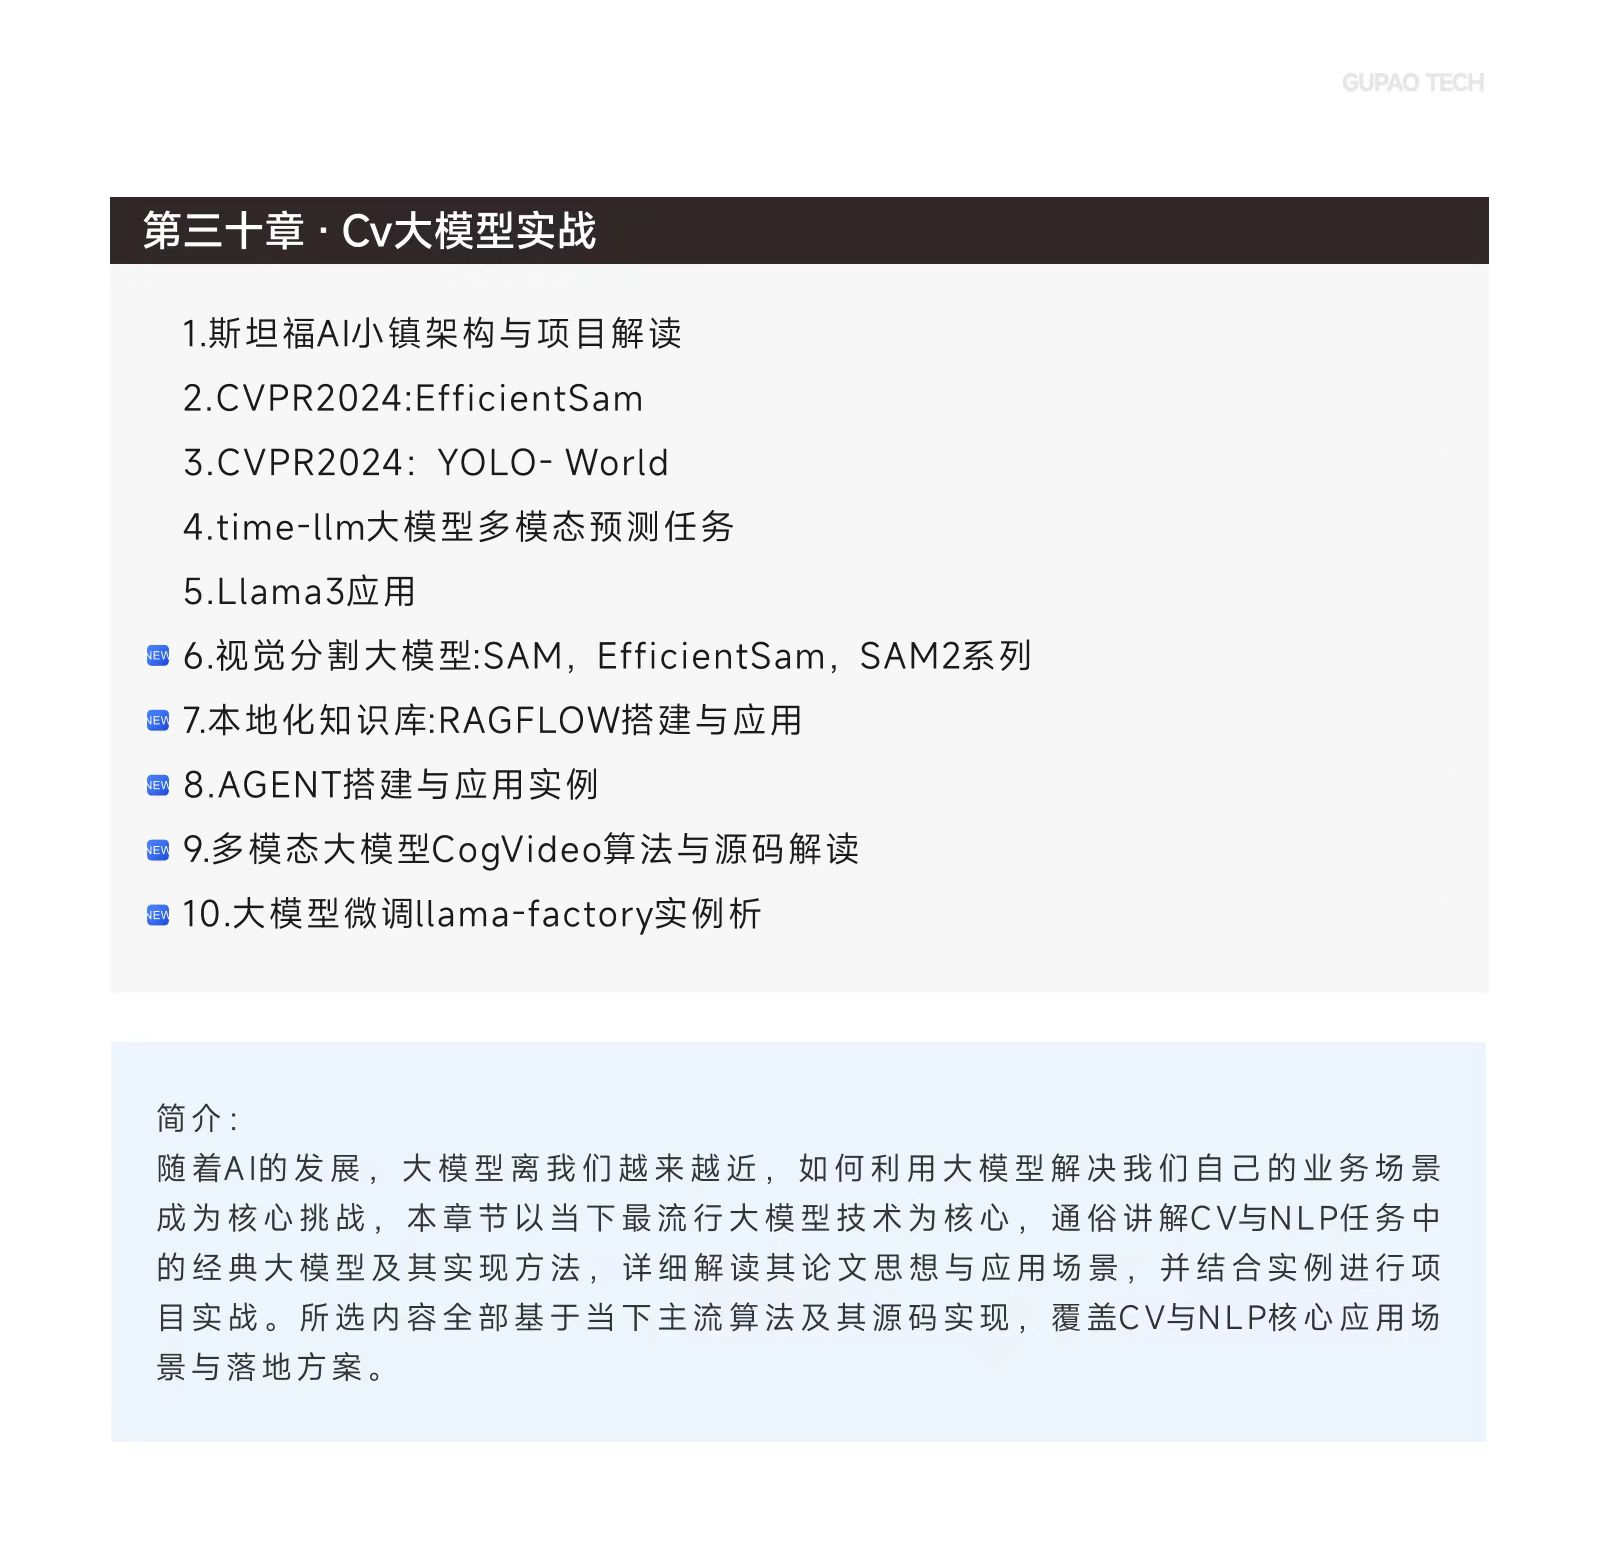 GUPAO TECH
第三十章 · Cv大模型实战
1.斯坦福AI小镇架构与项目解读
2.CVPR2024:EfficientSam
3.CVPR2024: YOLO- World
4.time-llm大模型多模态预测任务
5.Llama3应用
NEW 6.视觉分割大模型:SAM, EfficientSam, SAM2系列
NEW 7.本地化知识库:RAGFLOW搭建与应用
NEW 8.AGENT搭建与应用实例
NEW 9.多模态大模型CogVideo算法与源码解读
NEW 10.大模型微调llama-factory实例析
简介:
随着AI的发展, 大模型离我们越来越近, 如何利用大模型解决我们自己的业务场景
成为核心挑战, 本章节以当下最流行大模型技术为核心, 通俗讲解CV与NLP任务中
的经典大模型及其实现方法, 详细解读其论文思想与应用场景, 并结合实例进行项
目实战。所选内容全部基于当下主流算法及其源码实现, 覆盖CV与NLP核心应用场
景与落地方案。